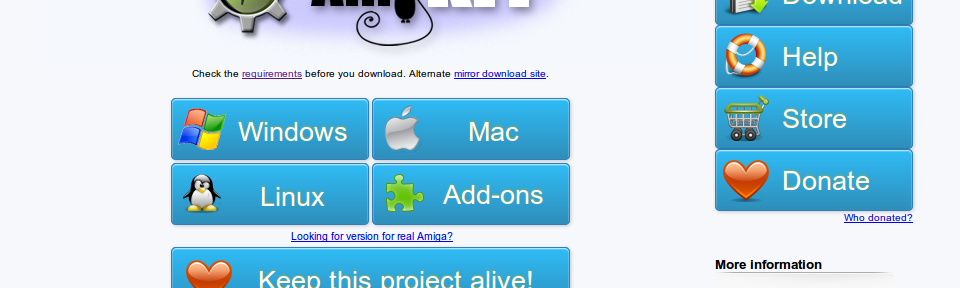 Check the requirements before you download. Alternate mirror download site.
Windows
Mac
Linux
Add-ons
Looking for version for real Amiga?
Keep this project alive!
Download
Help
Store
Donate
Who donated?
More information